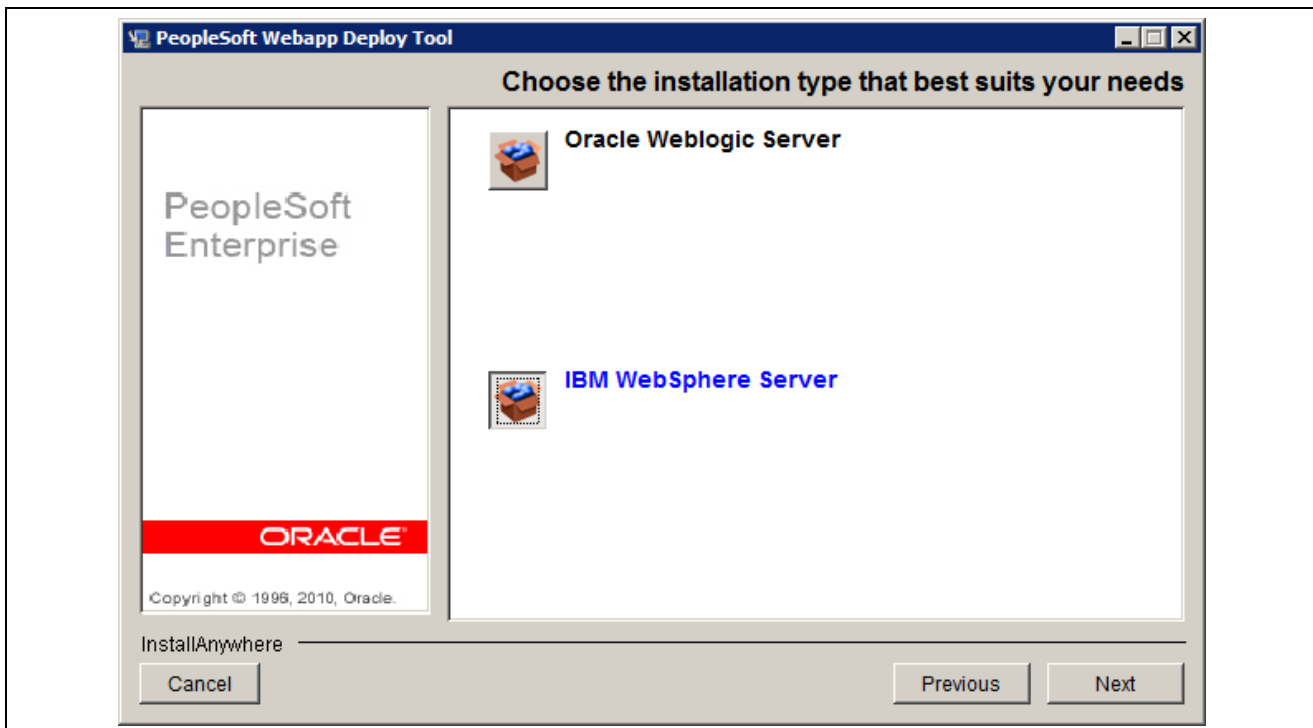 PeopleSoft Webapp Deploy Tool
Choose the installation type that best suits your needs
PeopleSoft
Enterprise
ORACLE®
Copyright © 1996, 2010, Oracle.
Oracle Weblogic Server
IBM WebSphere Server
InstallAnywhere
Cancel
Previous
Next